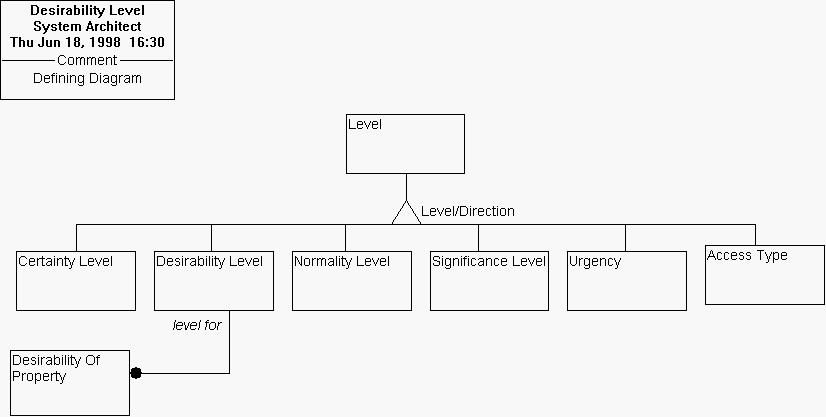 Desirability Level
System Architect
Thu Jun 18, 1998 16:30
Comment
Defining Diagram
Level
Level/Direction
Certainty Level
Desirability Level
Normality Level
Significance Level
Urgency
Access Type
level for
Desirability Of
Property